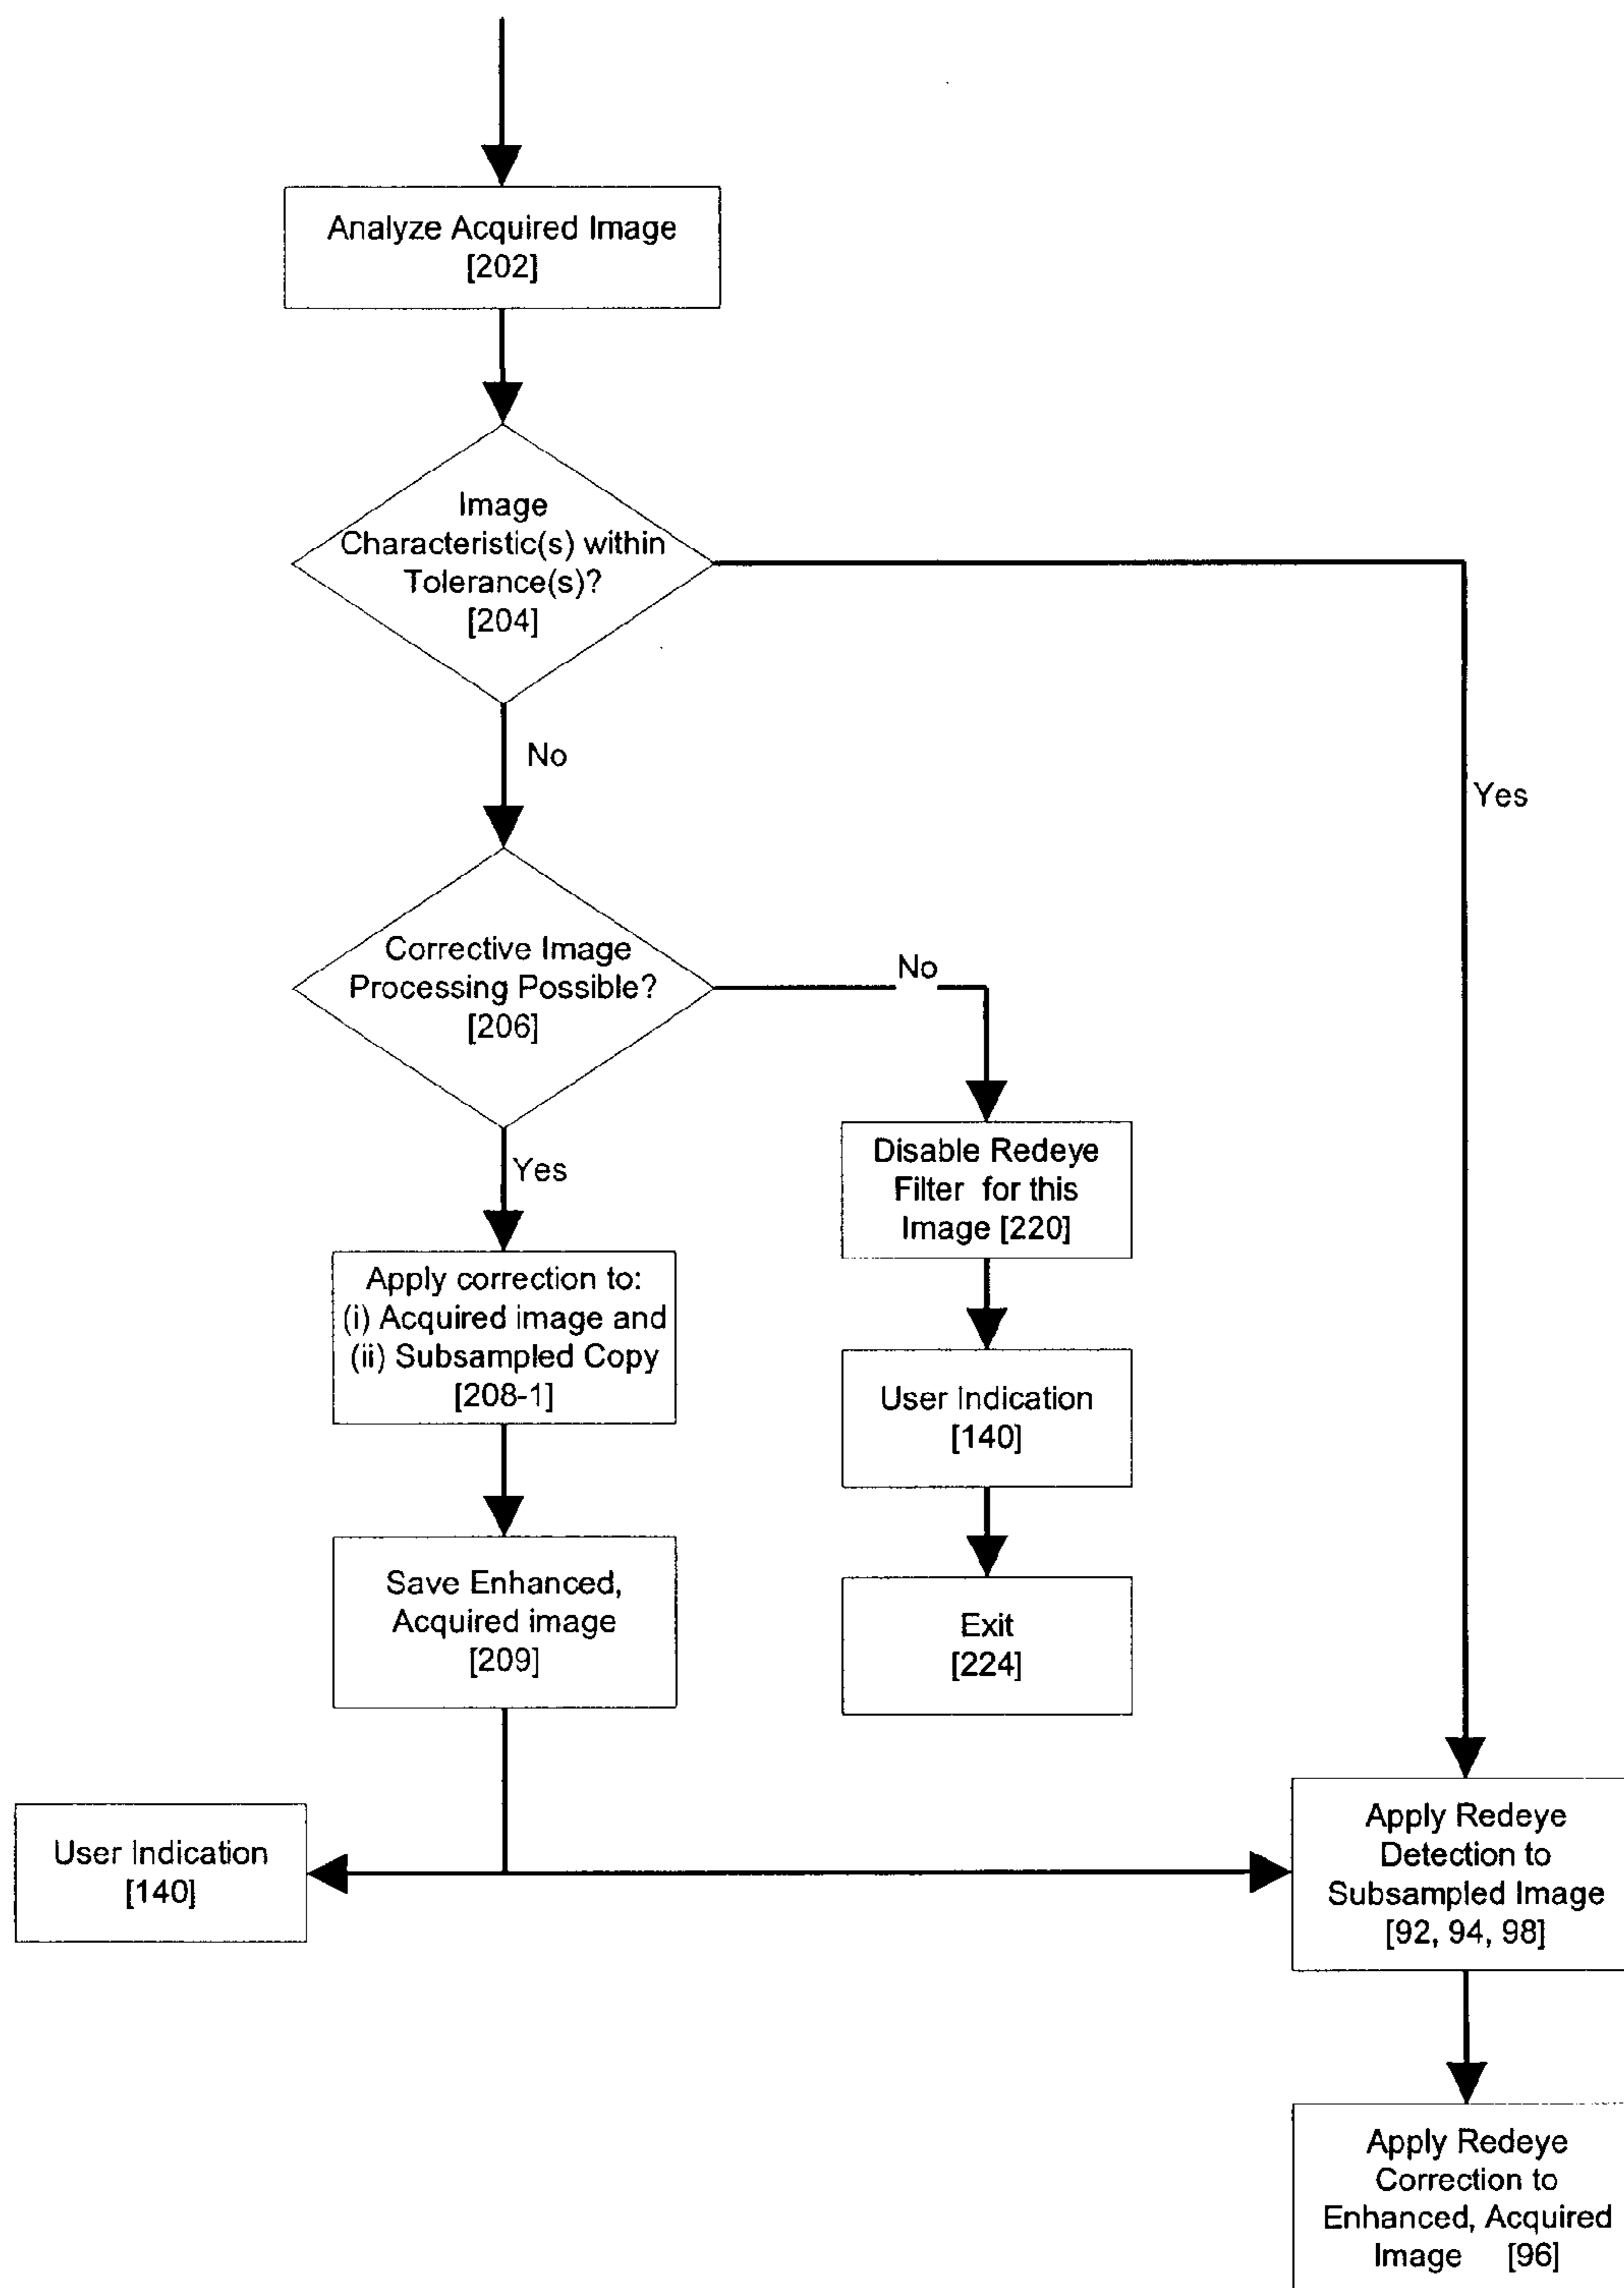 Analyze Acquired Image
[202]
Image
Characteristic(s) within
Tolerance(s)?
[204]
No
Yes
Corrective Image
Processing Possible?
[206]
No
Yes
Disable Redeye
Filter for this
Image [220]
Apply correction to:
(i) Acquired image and
(ii) Subsampled Copy
[208-1]
User Indication
[140]
Save Enhanced,
Acquired image
[209]
Exit
[224]
User Indication
[140]
Apply Redeye
Detection to
Subsampled Image
[92, 94, 98]
Apply Redeye
Correction to
Enhanced, Acquired
Image [96]